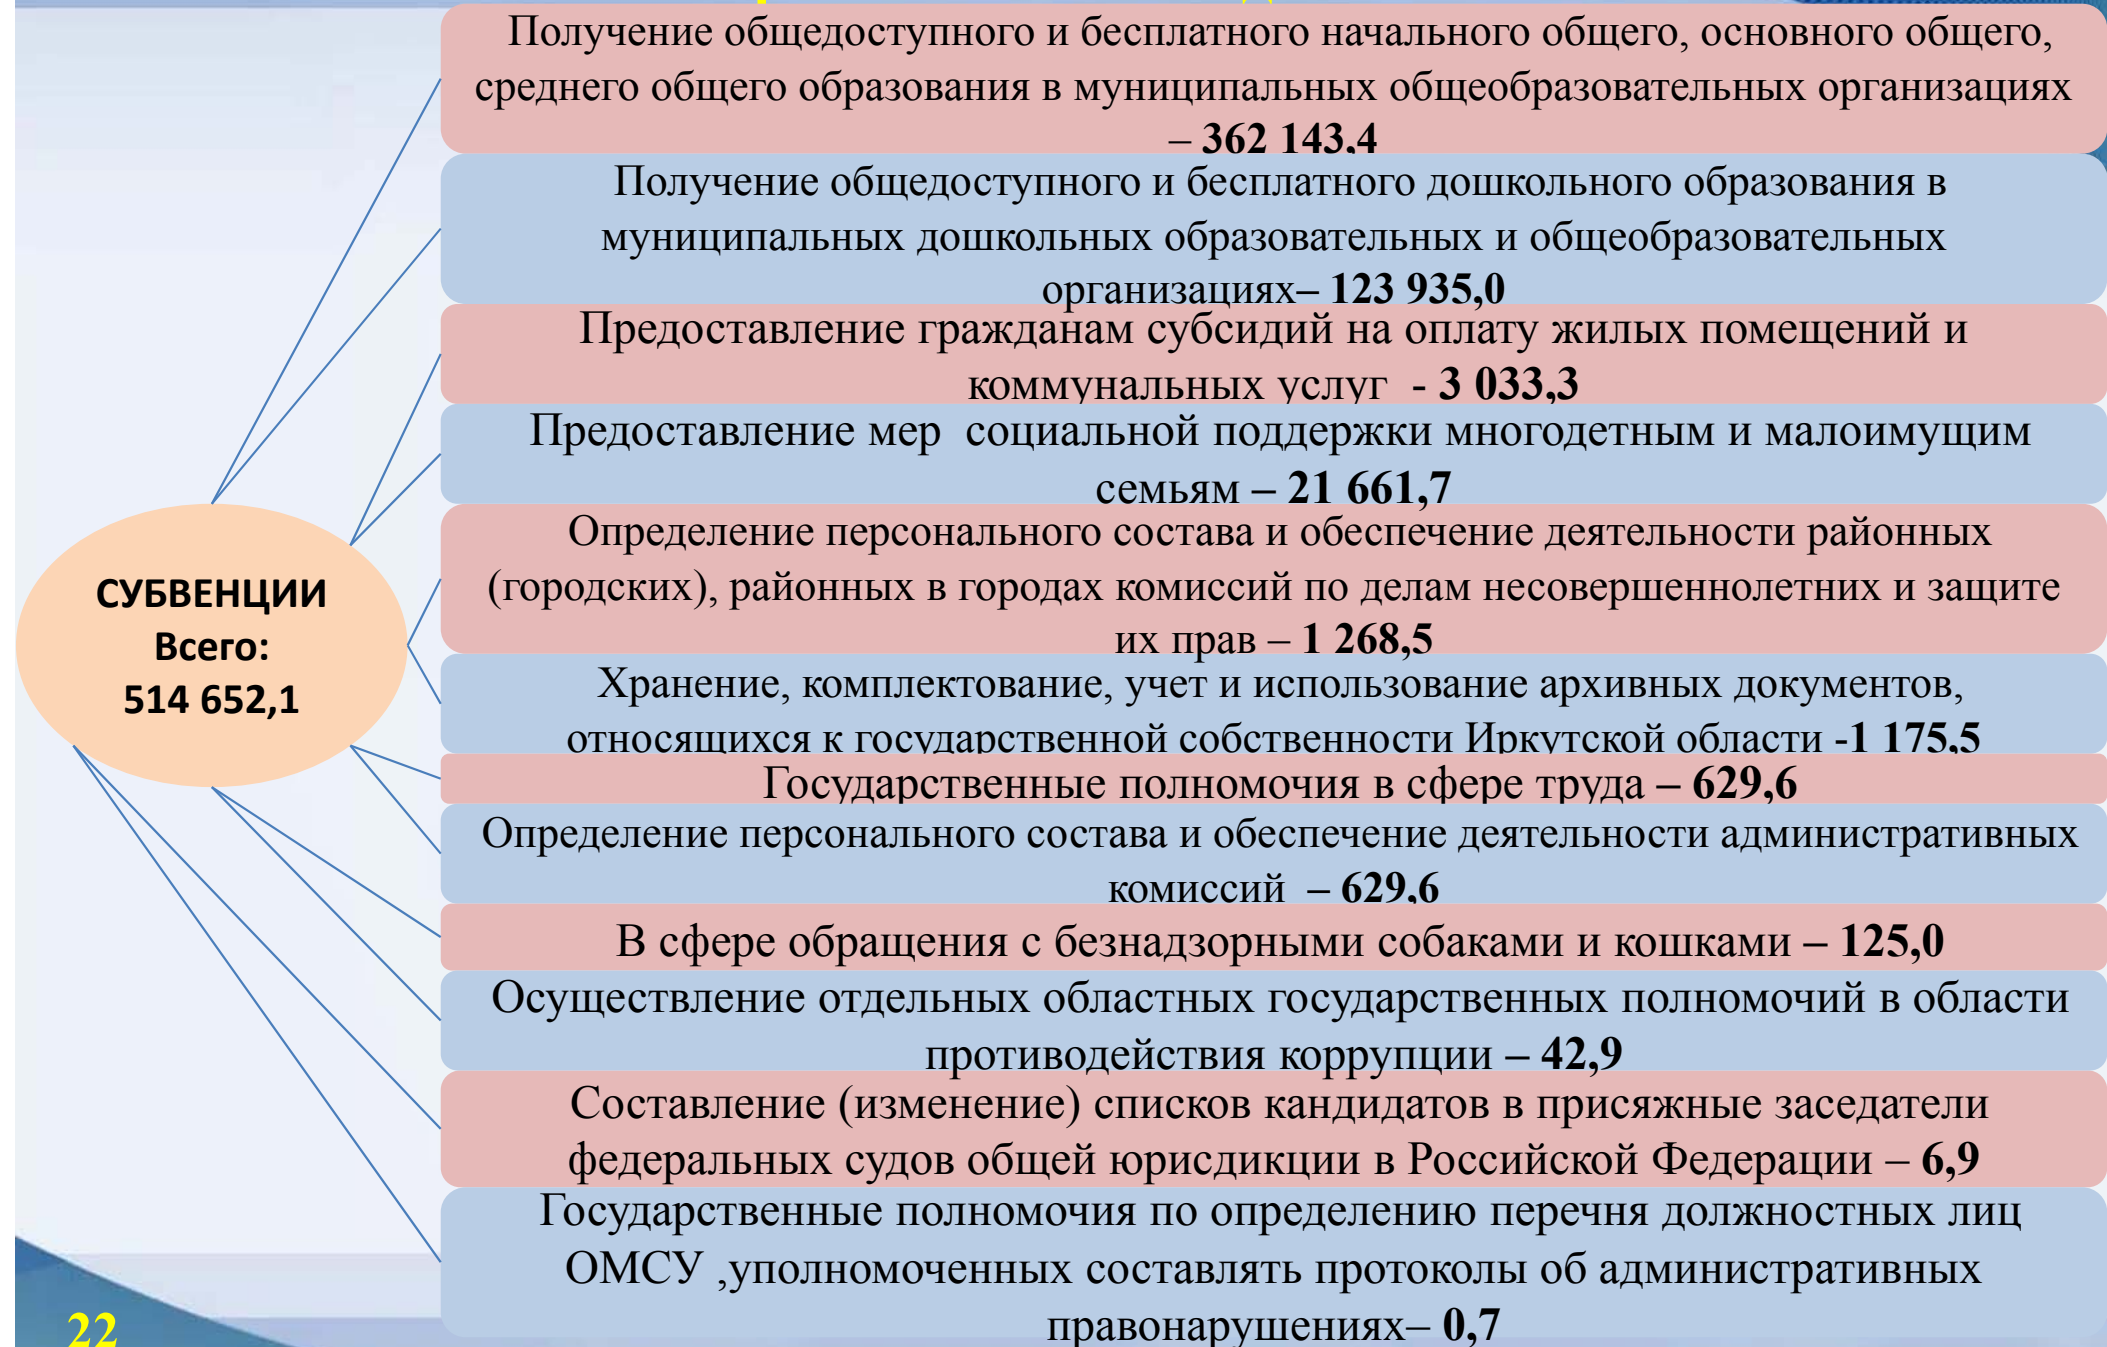 Получение общедоступного и бесплатного начального общего, основного общего,
среднего общего образования в муниципальных общеобразовательных организациях
– 362 143,4
Получение общедоступного и бесплатного дошкольного образования в
муниципальных дошкольных образовательных и общеобразовательных
организациях– 123 935,0
Предоставление гражданам субсидий на оплату жилых помещений и
коммунальных услуг - 3 033,3
Предоставление мер социальной поддержки многодетным и малоимущим
семьям – 21 661,7
Определение персонального состава и обеспечение деятельности районных
(городских), районных в городах комиссий по делам несовершеннолетних и защите
их прав – 1 268,5
СУБВЕНЦИИ
Всего:
514 652,1
Хранение, комплектование, учет и использование архивных документов,
относящихся к государственной собственности Иркутской области -1 175,5
Государственные полномочия в сфере труда – 629,6
Определение персонального состава и обеспечение деятельности административных
комиссий – 629,6
В сфере обращения с безнадзорными собаками и кошками – 125,0
Осуществление отдельных областных государственных полномочий в области
противодействия коррупции – 42,9
Составление (изменение) списков кандидатов в присяжные заседатели
федеральных судов общей юрисдикции в Российской Федерации – 6,9
Государственные полномочия по определению перечня должностных лиц
ОМСУ ,уполномоченных составлять протоколы об административных
правонарушениях– 0,7
22